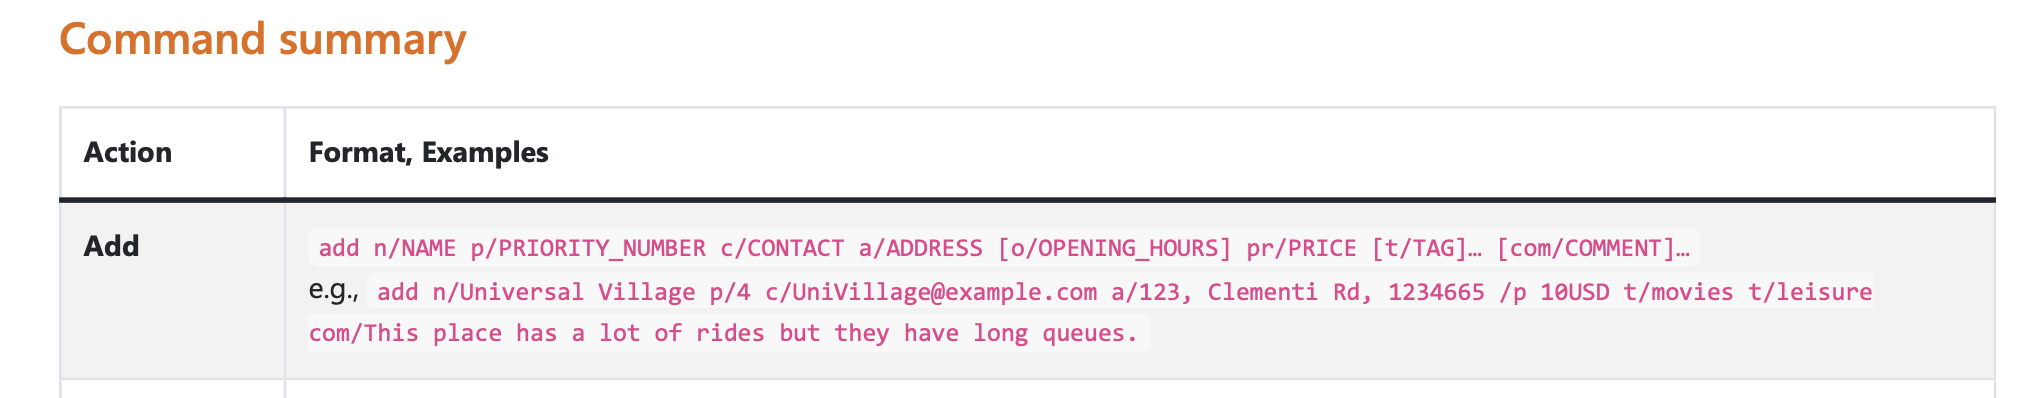 Command summary
Action Format, Examples
Add add n/NAME p/PRIORITY_NUMBER c/CONTACT a/ADDRESS [o/OPENING_HOURS] pr/PRICE [t/TAG]… [com/COMMENT]…
e.g., add n/Universal Village p/4 c/UniVillage@example.com a/123, Clementi Rd, 1234665 /p 10USD t/movies t/leisure
com/This place has a lot of rides but they have long queues.